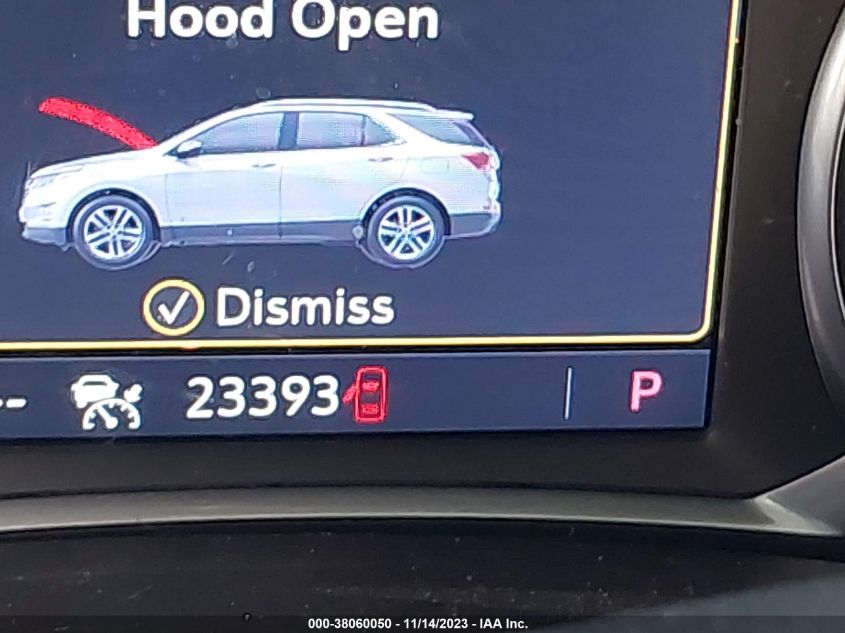 Hood Open
Dismiss
-- 23393 P
000-38060050 - 11/14/2023 - IAA Inc.